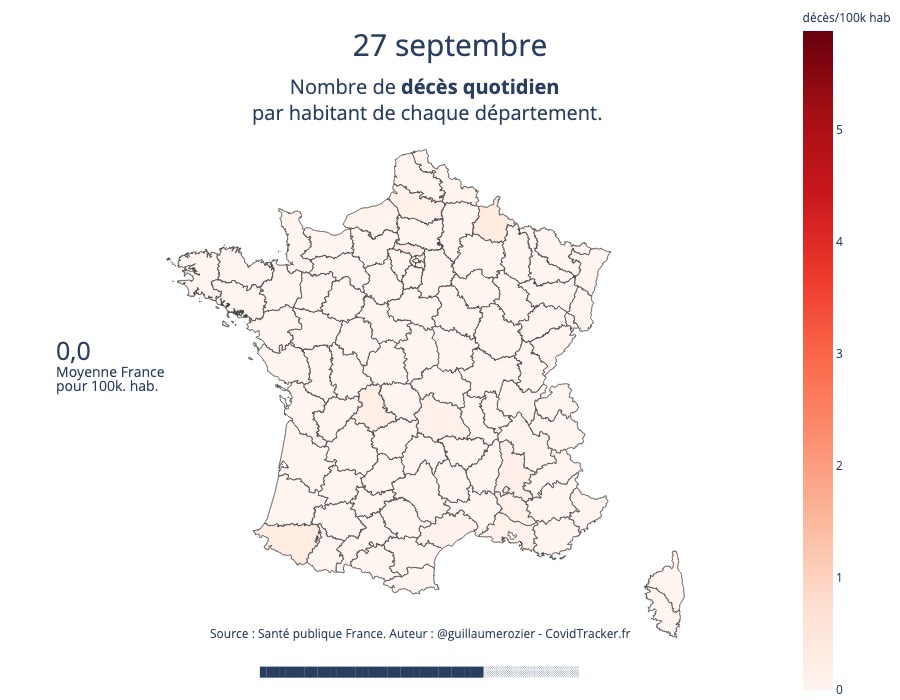 décès/100k hab
27 septembre
Nombre de décès quotidien
par habitant de chaque département.
5
4
3
2
1
0
0,0
Moyenne France
pour 100k. hab.
Source : Santé publique France. Auteur : @guillaumerozier - CovidTracker.fr